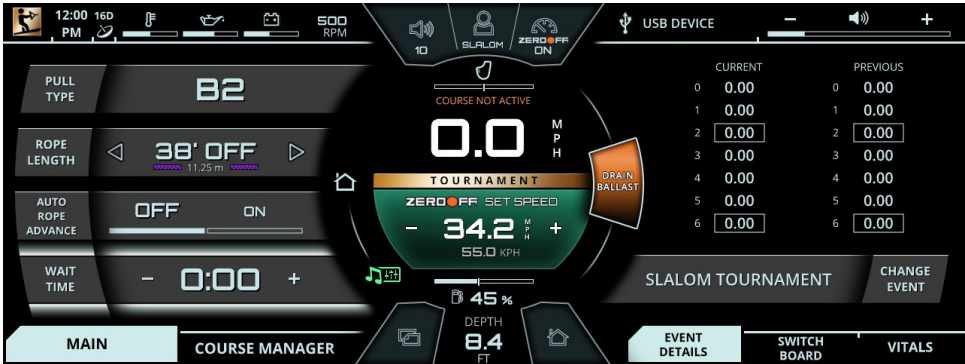 12:00 16D
PM
500
RPM
10
SLALOM
ZEROOFF
ON
USB DEVICE
-
+
PULL
TYPE
B2
ROPE
LENGTH
38' OFF
11.25 m
AUTO
ROPE
ADVANCE
OFF ON
WAIT
TIME
- 0:00 +
COURSE NOT ACTIVE
0.0
MPH
TOURNAMENT
ZEROOFF SET SPEED
- 34.2 MPH +
55.0 KPH
45 %
DEPTH
8.4
FT
DRAIN
BALLAST
CURRENT PREVIOUS
0 0.00 0 0.00
1 0.00 1 0.00
2 0.00 2 0.00
3 0.00 3 0.00
4 0.00 4 0.00
5 0.00 5 0.00
6 0.00 6 0.00
SLALOM TOURNAMENT
CHANGE
EVENT
MAIN
COURSE MANAGER
EVENT
DETAILS
SWITCH
BOARD
VITALS